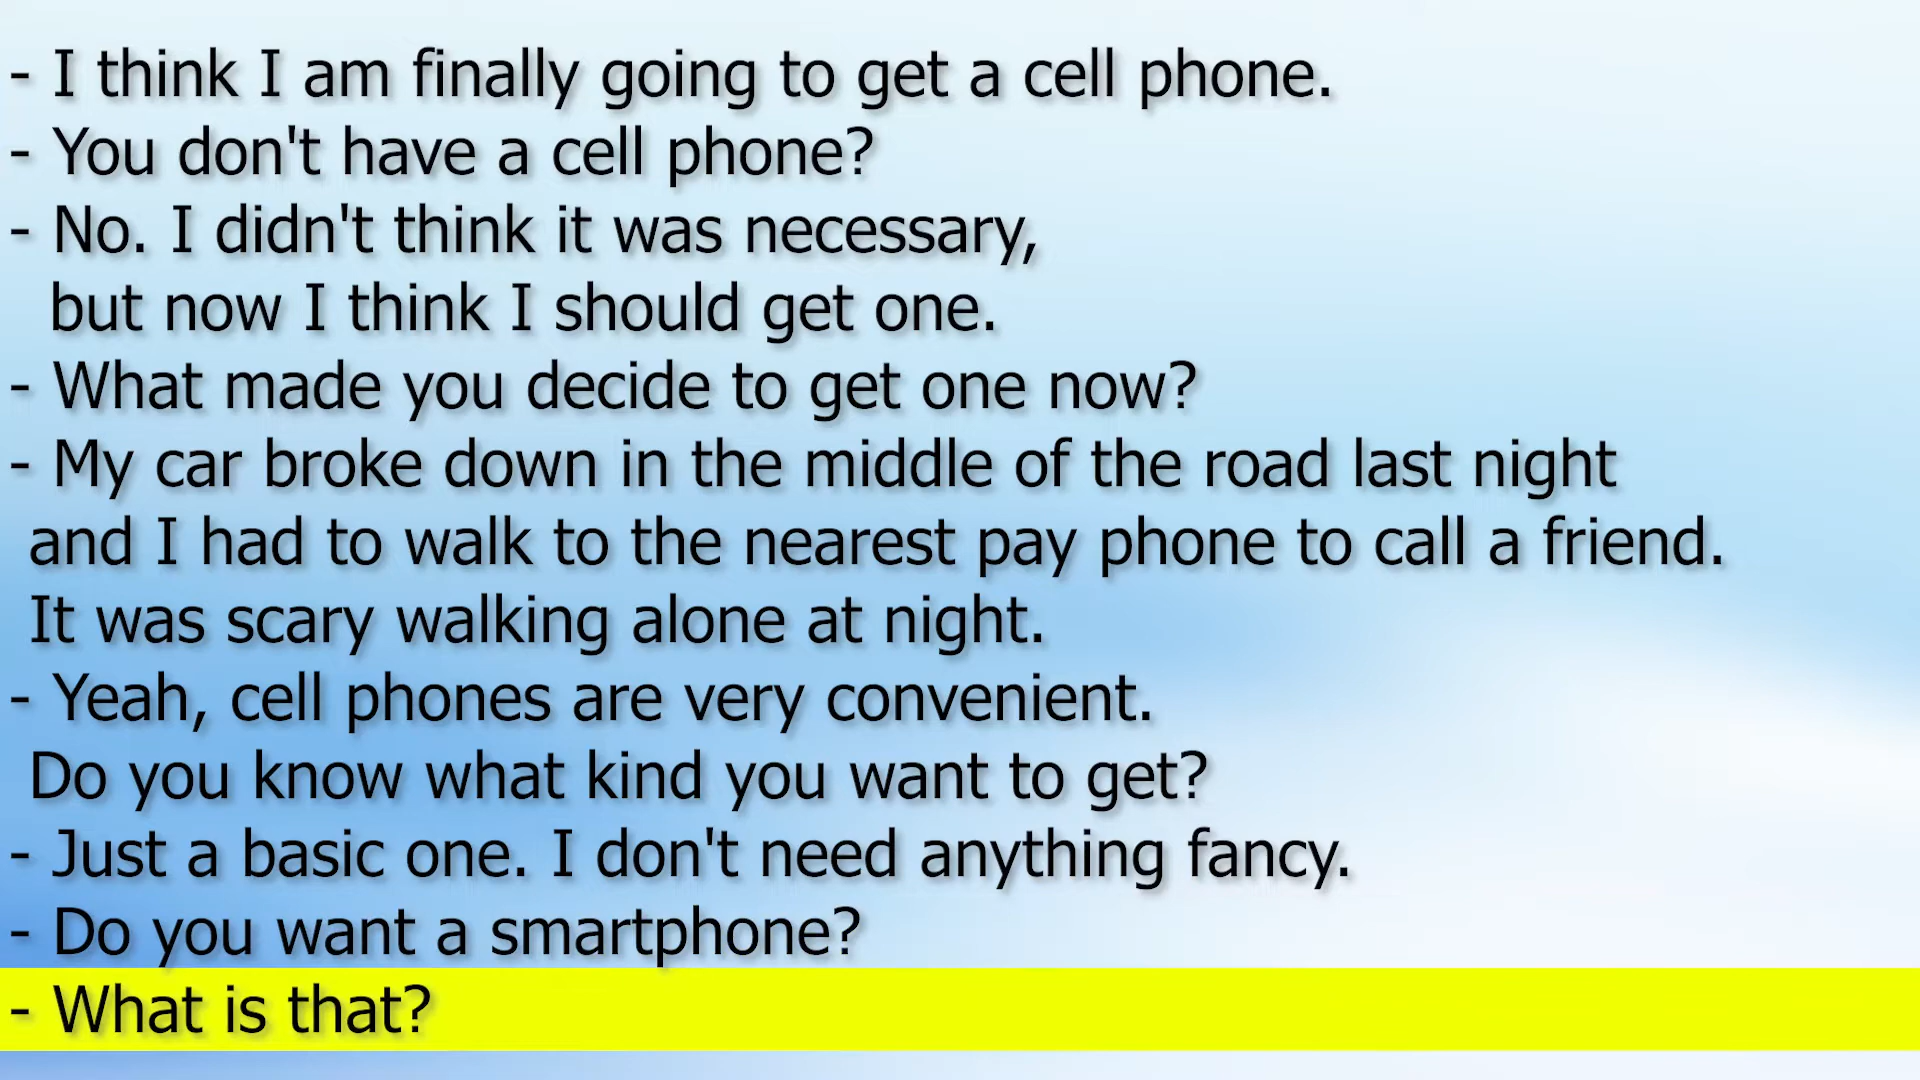 - I think I am finally going to get a cell phone.
- You don't have a cell phone?
- No. I didn't think it was necessary,
but now I think I should get one.
- What made you decide to get one now?
- My car broke down in the middle of the road last night
and I had to walk to the nearest pay phone to call a friend.
It was scary walking alone at night.
- Yeah, cell phones are very convenient.
Do you know what kind you want to get?
- Just a basic one. I don't need anything fancy.
- Do you want a smartphone?
- What is that?